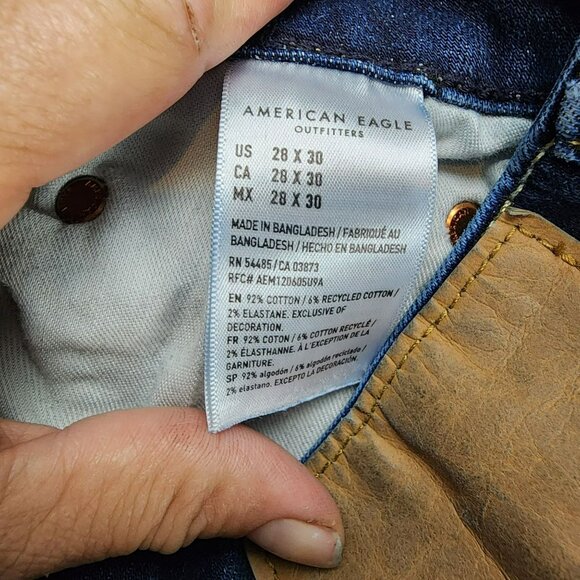 AMERICAN EAGLE
OUTFITTERS
US 28 X 30
CA 28 X 30
MX 28 X 30
MADE IN BANGLADESH / FABRIQUÉ AU
BANGLADESH / HECHO EN BANGLADESH
RN 54485 / CA 03873
RFC# AEM120605U9A
EN 92% COTTON / 6% RECYCLED COTTON /
2% ELASTANE. EXCLUSIVE OF
DECORATION.
FR 92% COTON / 6% COTTON RECYCLÉ /
2% ÉLASTHANNE. À L'EXCEPTION DE LA
GARNITURE.
SP 92% algodón / 6% algodón reciclado /
2% elastano. EXCEPTO LA DECORACIÓN.